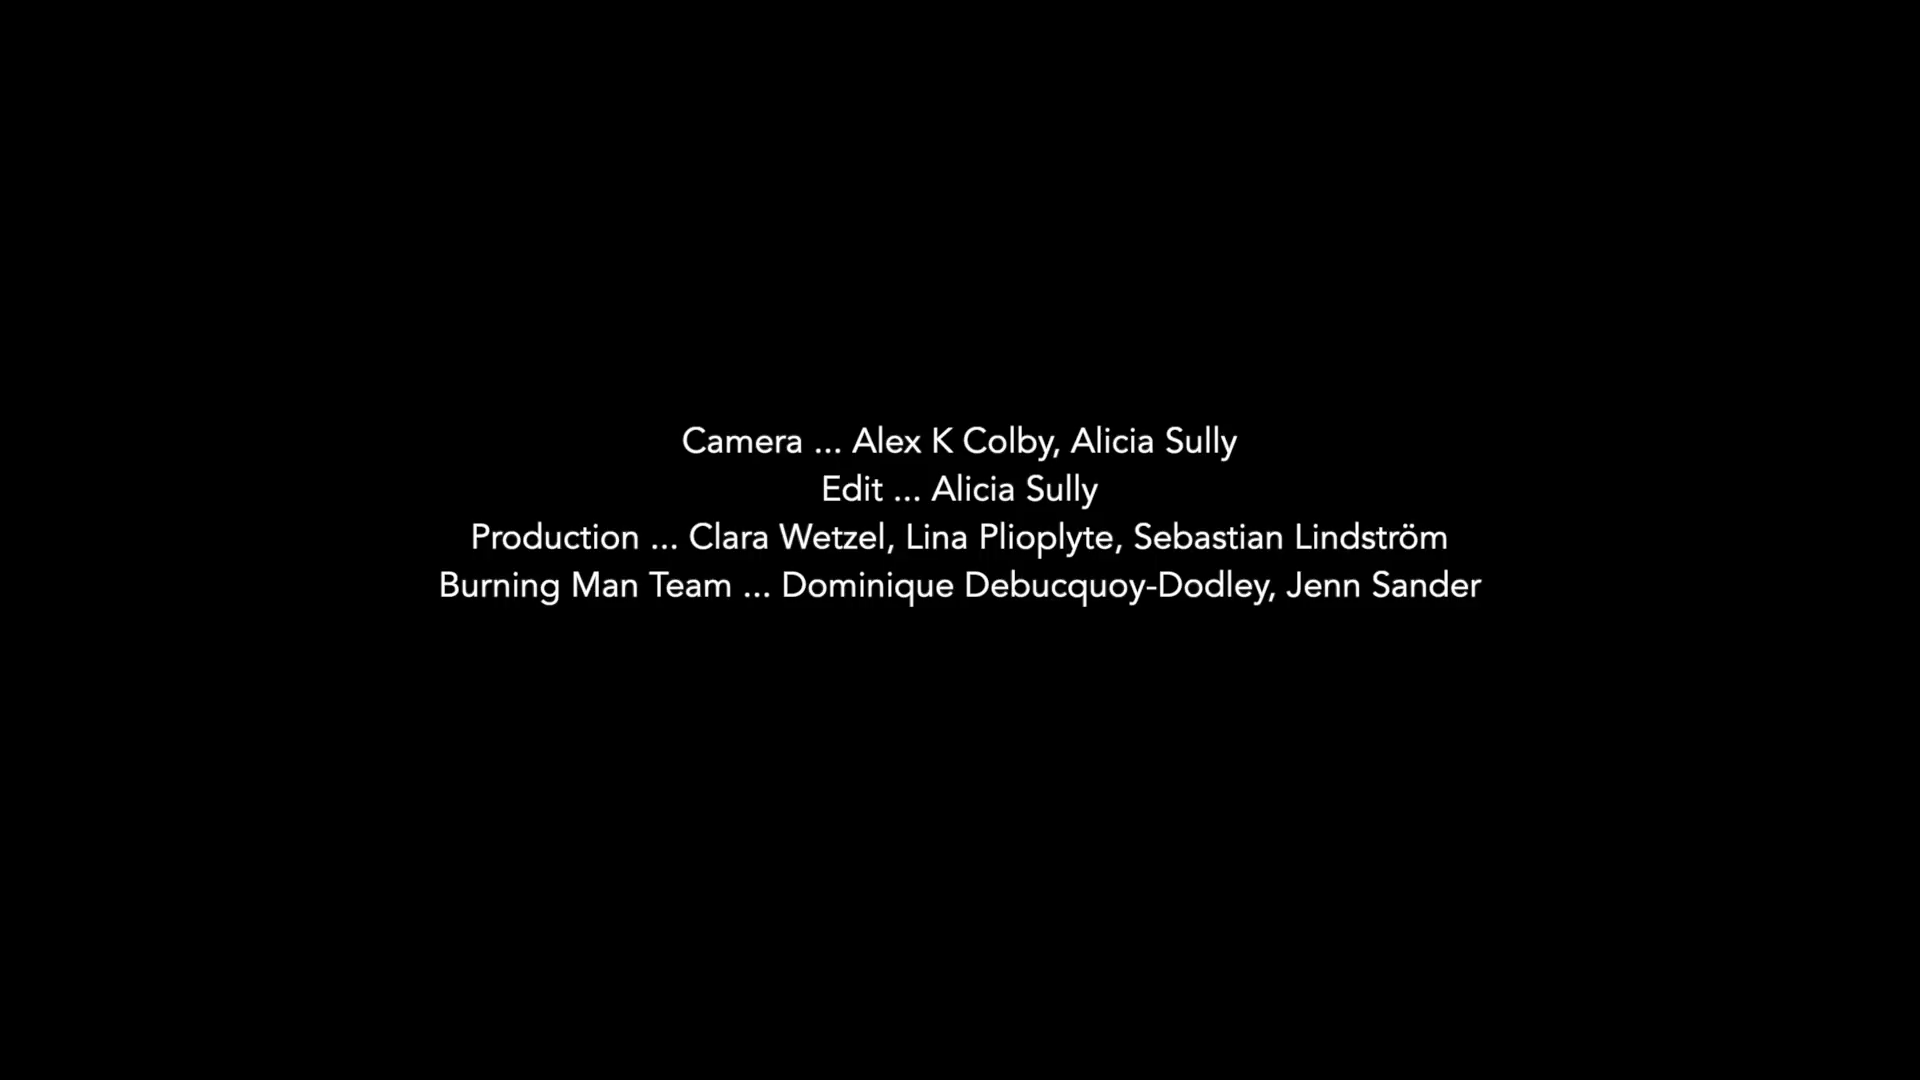 Camera ... Alex K Colby, Alicia Sully
Edit ... Alicia Sully
Production ... Clara Wetzel, Lina Plioplyte, Sebastian Lindström
Burning Man Team ... Dominique Debucquoy-Dodley, Jenn Sander